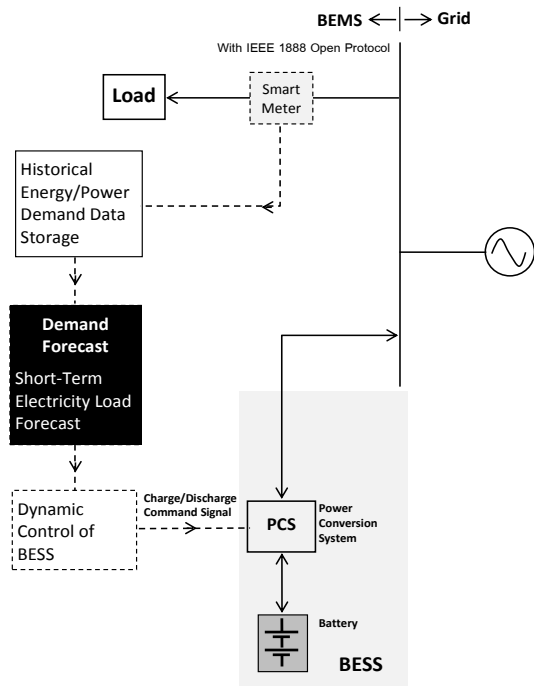 BEMS
Grid
With IEEE 1888 Open Protocol
Load
Smart
Meter
Historical
Energy/Power
Demand Data
Storage
Demand
Forecast
Short-Term
Electricity Load
Forecast
Dynamic
Control of
BESS
Charge/Discharge
Command Signal
PCS
Power
Conversion
System
Battery
BESS